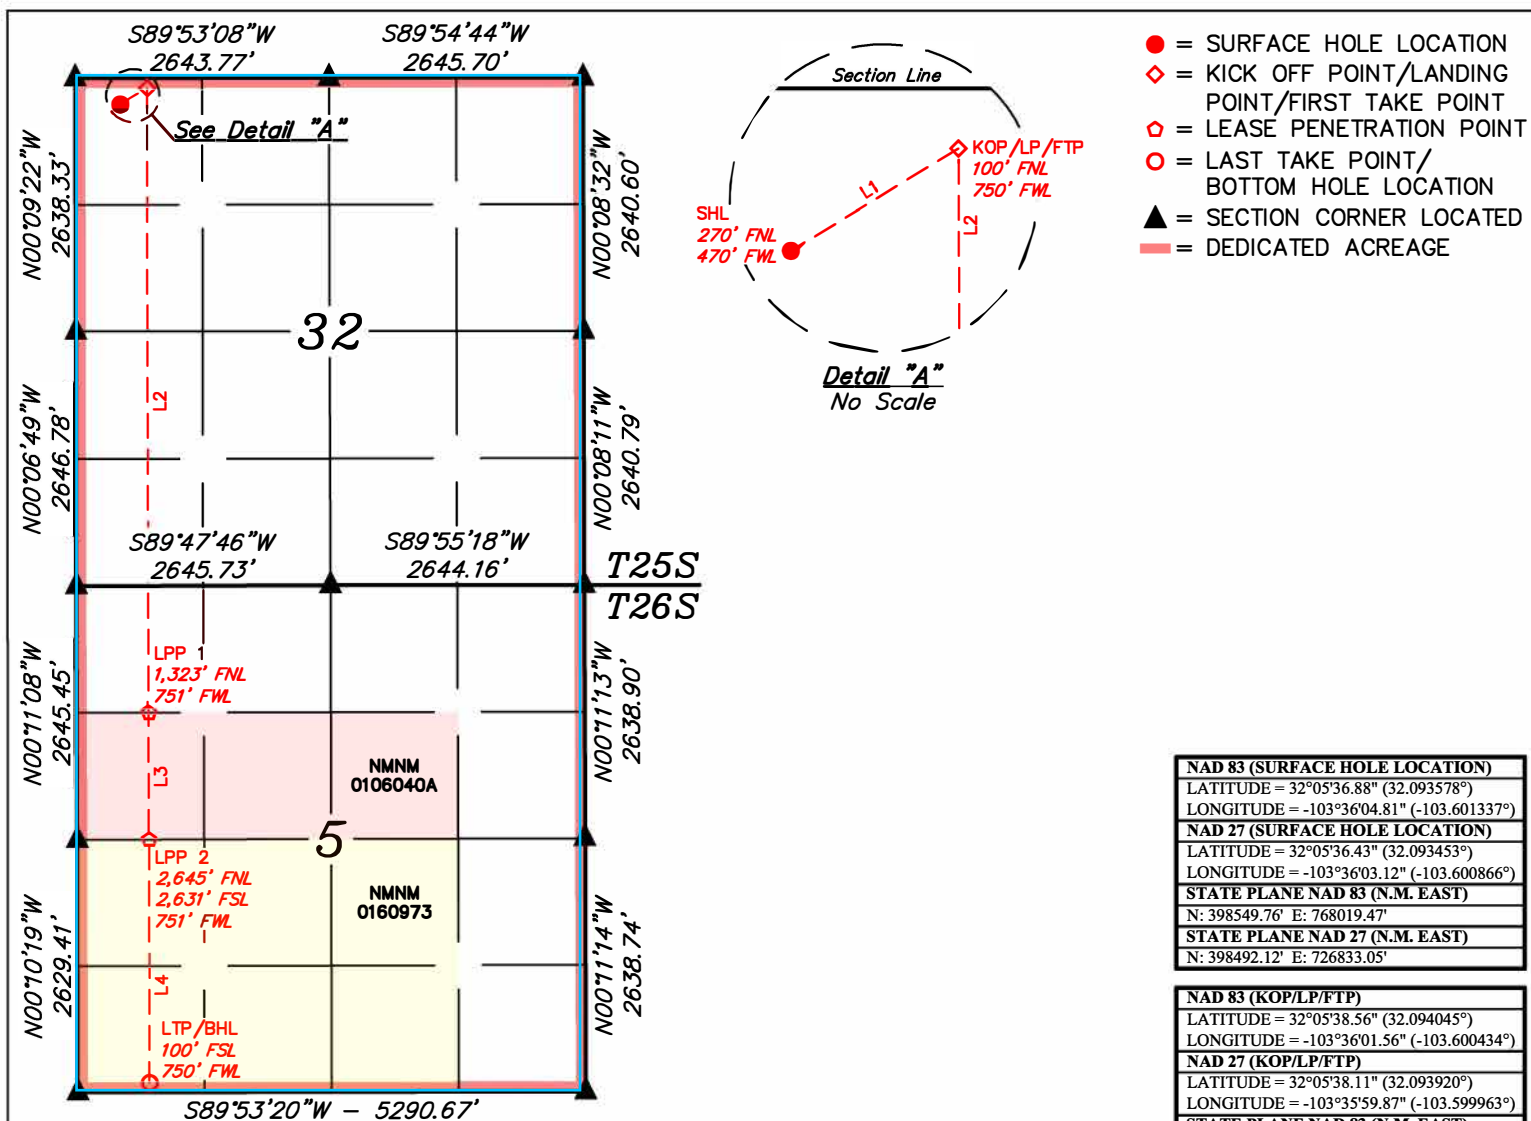 S89°53'08"W
2643.77'
S89°54'44"W
2645.70'
See Detail "A"
N00°09'22"W
2638.33'
N00°08'32"W
2640.60'
32
L2
N00°06'49"W
2646.78'
N00°08'11"W
2640.79'
S89°47'46"W
2645.73'
S89°55'18"W
2644.16'
T25S
T26S
LPP 1
1,323' FNL
751' FWL
N00°11'08"W
2645.45'
N00°11'13"W
2638.90'
L3
NMNM
0106040A
5
LPP 2
2,645' FNL
2,631' FSL
751' FWL
NMNM
0160973
N00°10'19"W
2629.41'
N00°11'14"W
2638.74'
L4
LTP/BHL
100' FSL
750' FWL
S89°53'20"W – 5290.67'
Section Line
KOP/LP/FTP
100' FNL
750' FWL
L1
SHL
270' FNL
470' FWL
L2
Detail "A"
No Scale
= SURFACE HOLE LOCATION
= KICK OFF POINT/LANDING
POINT/FIRST TAKE POINT
= LEASE PENETRATION POINT
= LAST TAKE POINT/
BOTTOM HOLE LOCATION
= SECTION CORNER LOCATED
= DEDICATED ACREAGE
NAD 83 (SURFACE HOLE LOCATION)
LATITUDE = 32°05'36.88" (32.093578°)
LONGITUDE = -103°36'04.81" (-103.601337°)
NAD 27 (SURFACE HOLE LOCATION)
LATITUDE = 32°05'36.43" (32.093453°)
LONGITUDE = -103°36'03.12" (-103.600866°)
STATE PLANE NAD 83 (N.M. EAST)
N: 398549.76' E: 768019.47'
STATE PLANE NAD 27 (N.M. EAST)
N: 398492.12' E: 726833.05'
NAD 83 (KOP/LP/FTP)
LATITUDE = 32°05'38.56" (32.094045°)
LONGITUDE = -103°36'01.56" (-103.600434°)
NAD 27 (KOP/LP/FTP)
LATITUDE = 32°05'38.11" (32.093920°)
LONGITUDE = -103°35'59.87" (-103.599963°)
STATE PLANE NAD 83 (N.M. EAST)